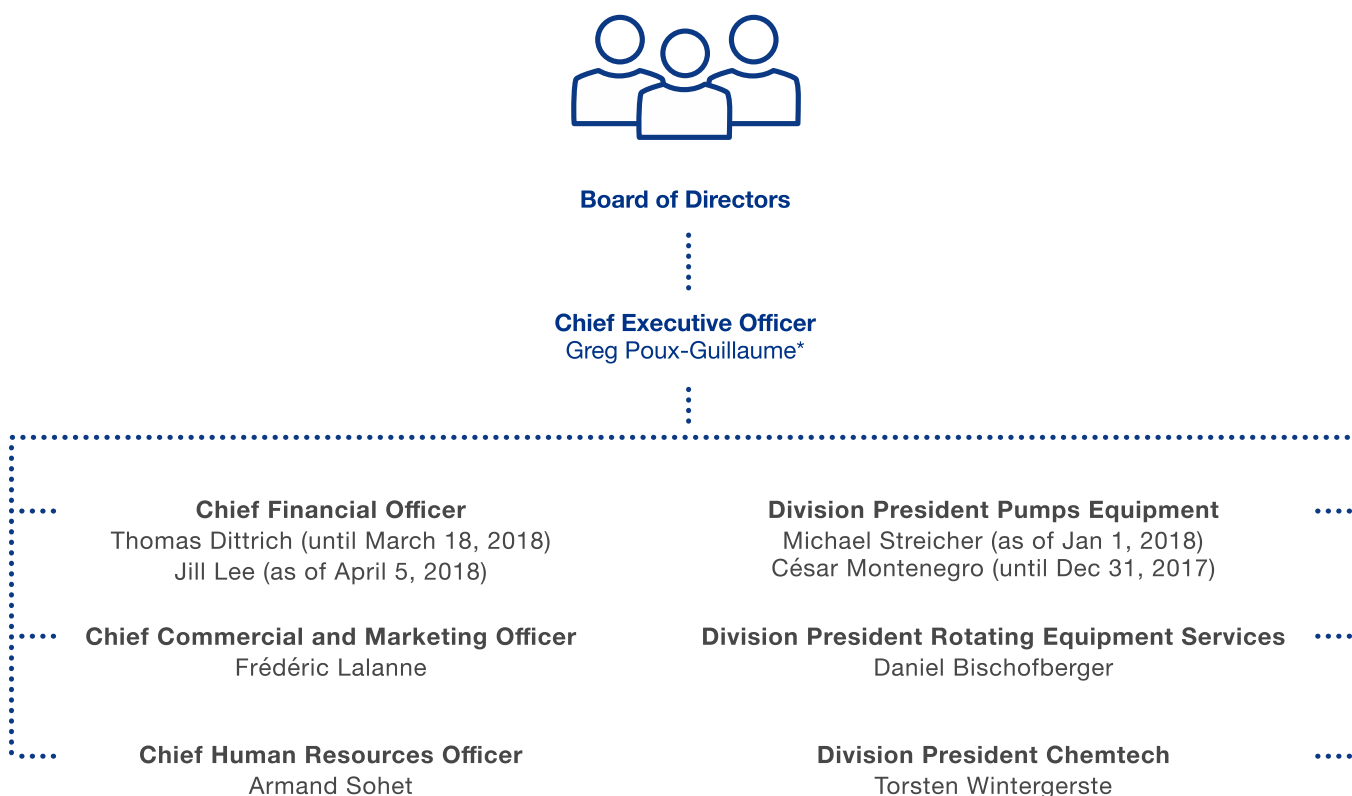 Board of Directors
Chief Executive Officer
Greg Poux-Guillaume*
Chief Financial Officer
Thomas Dittrich (until March 18, 2018)
Jill Lee (as of April 5, 2018)
Division President Pumps Equipment
Michael Streicher (as of Jan 1, 2018)
César Montenegro (until Dec 31, 2017)
Chief Commercial and Marketing Officer
Frédéric Lalanne
Division President Rotating Equipment Services
Daniel Bischofberger
Chief Human Resources Officer
Armand Sohet
Division President Chemtech
Torsten Wintergerste